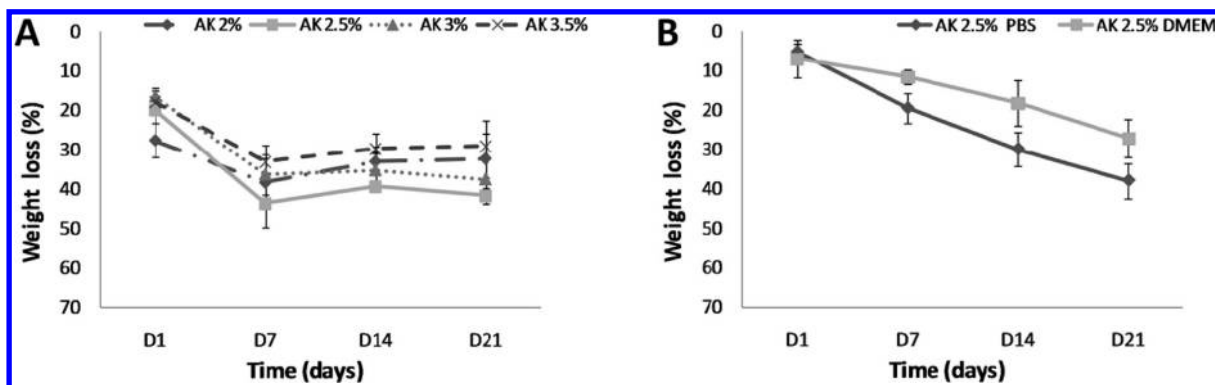 A
AK 2% AK 2.5% AK 3% AK 3.5%
0
10
20
30
40
50
60
70
Weight loss (%)
D1 D7 D14 D21
Time (days)
B
AK 2.5% PBS AK 2.5% DMEM
0
10
20
30
40
50
60
70
Weight loss (%)
D1 D7 D14 D21
Time (days)